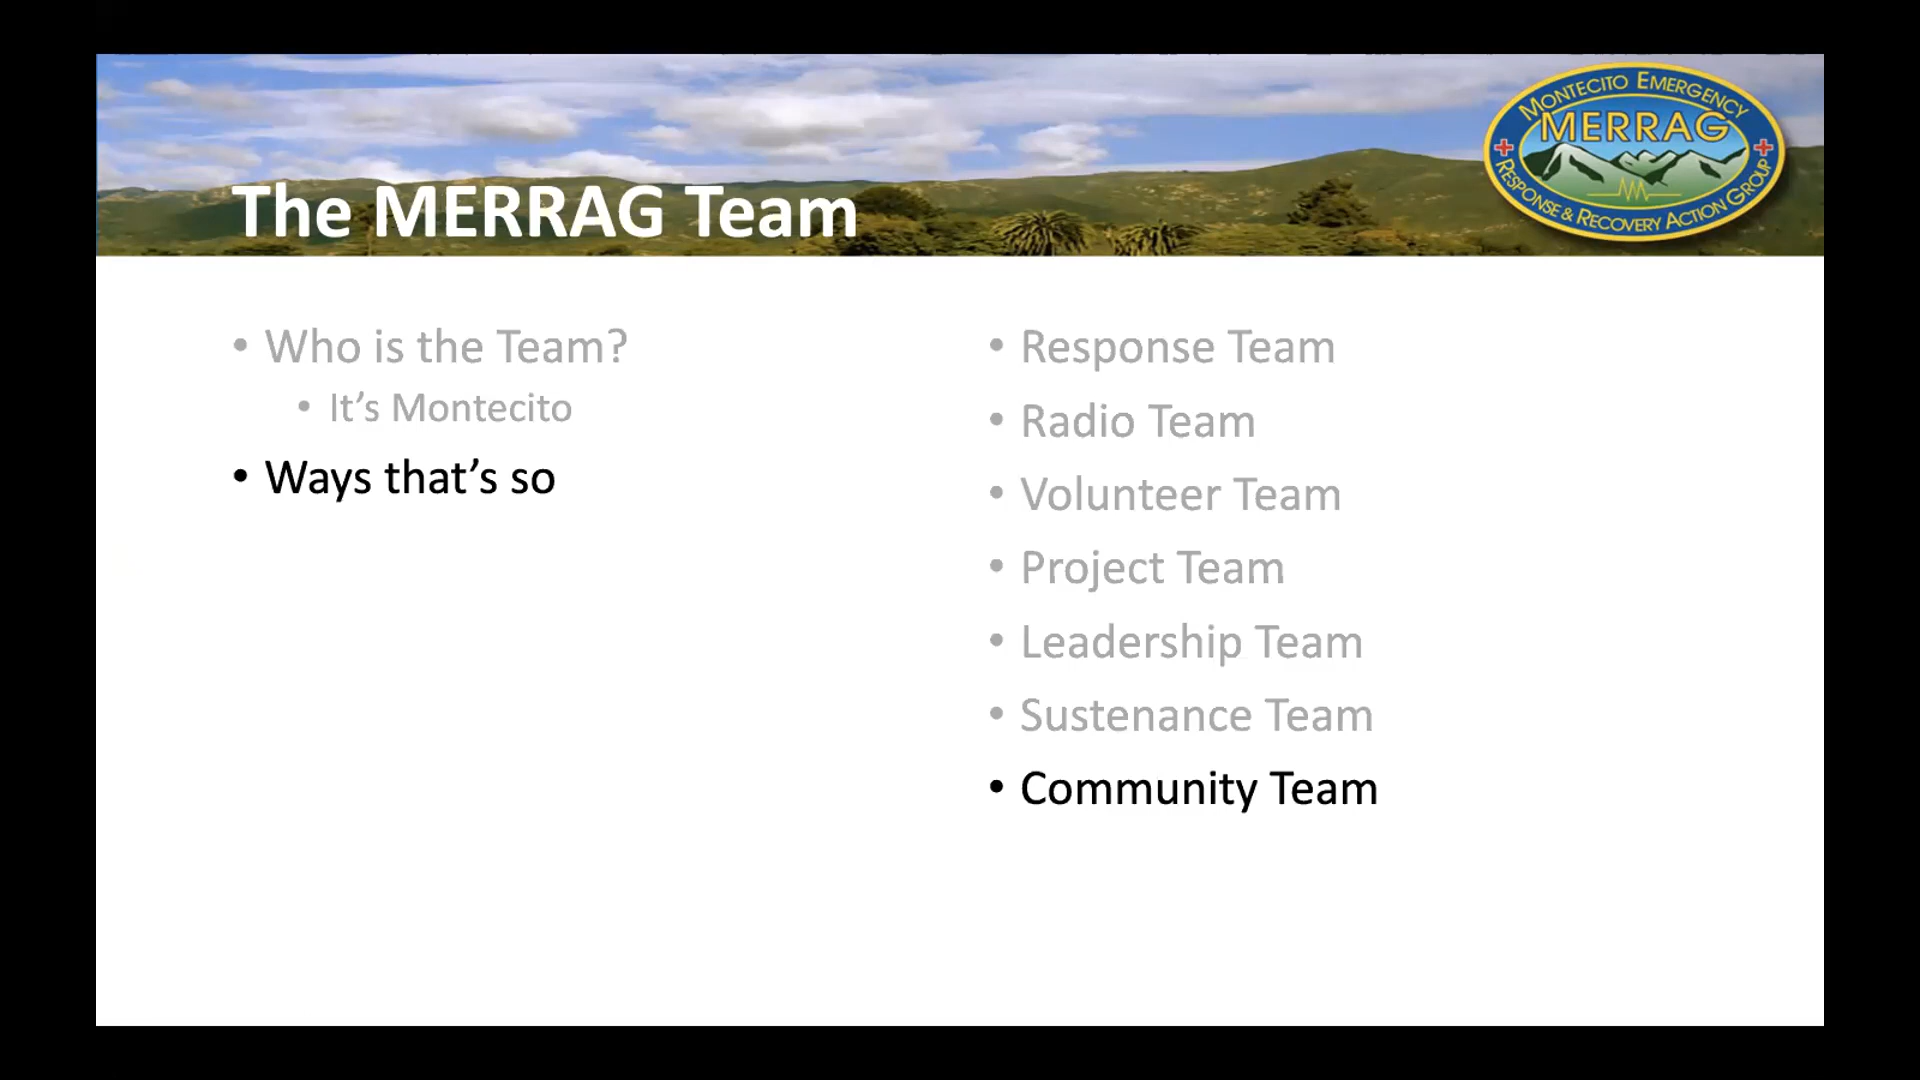 MONTECITO EMERGENCY
MERRAG
RESPONSE & RECOVERY ACTION GROUP
The MERRAG Team
• Who is the Team?
• It’s Montecito
• Ways that’s so
• Response Team
• Radio Team
• Volunteer Team
• Project Team
• Leadership Team
• Sustenance Team
• Community Team